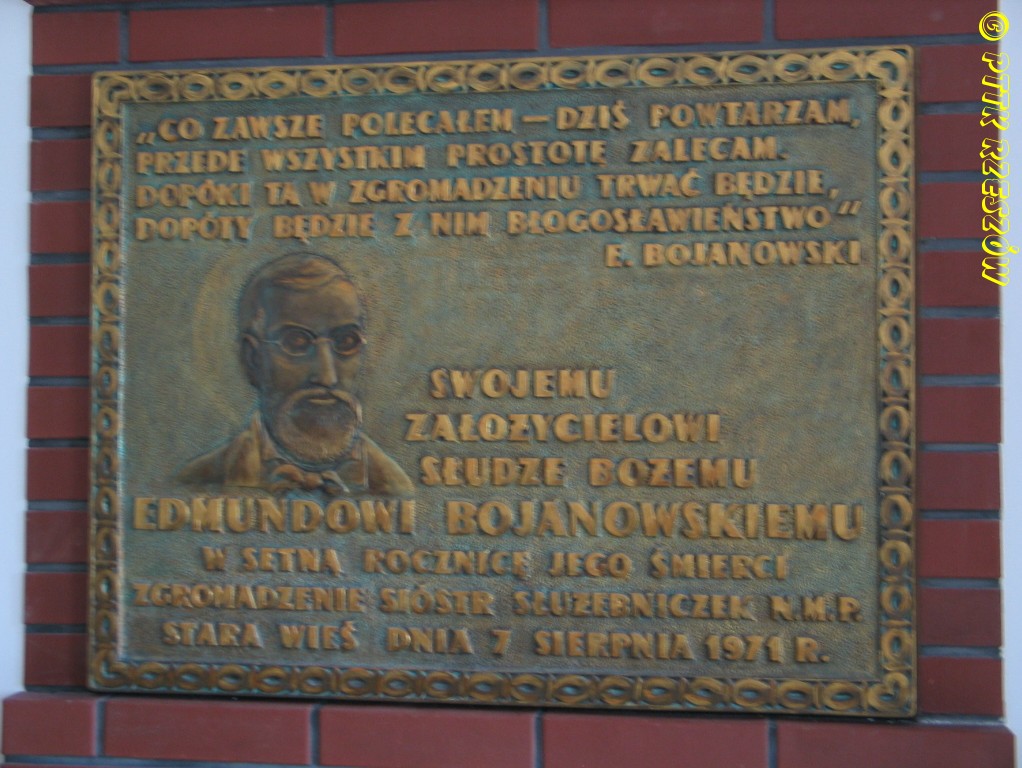 „CO ZAWSZE POLECAŁEM — DZIŚ POWTARZAM,
PRZEDE WSZYSTKIM PROSTOTĘ ZALECAM.
DOPÓKI TA W ZGROMADZENIU TRWAĆ BĘDZIE,
DOPÓTY BĘDZIE Z NIM BŁOGOSŁAWIEŃSTWO"
E. BOJANOWSKI
SWOJEMU
ZAŁOŻYCIELOWI
SŁUDZE BOŻEMU
EDMUNDOWI BOJANOWSKIEMU
W SETNĄ ROCZNICĘ JEGO ŚMIERCI
ZGROMADZENIE SIÓSTR SŁUŻEBNICZEK N.M.P.
STARA WIEŚ DNIA 7 SIERPNIA 1971 R.
© PTTK RZESZÓW